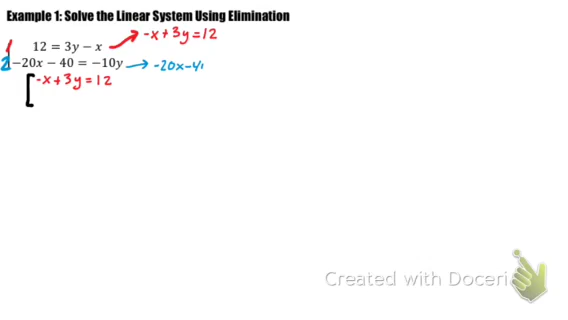 Example 1: Solve the Linear System Using Elimination
1 12 = 3y − x → -x+3y=12
2 −20x − 40 = −10y → -20x-4
-x+3y=12
Created with Doceri